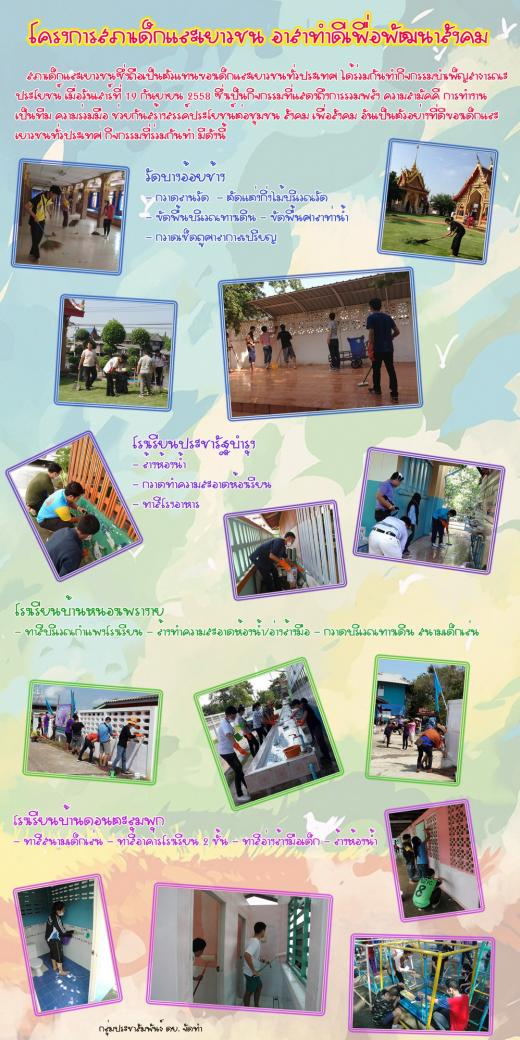 โครงการสภาเด็กและเยาวชน อาสาทำดีเพื่อพัฒนาสังคม
สภาเด็กและเยาวชนซึ่งถือเป็นตัวแทนของเด็กและเยาวชนทั่วประเทศ ได้ร่วมกันทำกิจกรรมบำเพ็ญสาธารณะ
ประโยชน์ เมื่อวันเสาร์ที่ 19 กันยายน 2558 ซึ่งเป็นกิจกรรมที่แสดงถึงการรวมพลัง ความสามัคคี การทำงาน
เป็นทีม ความร่วมมือ ช่วยกันสร้างสรรค์ประโยชน์ต่อชุมชน สังคม เพื่อสังคม อันเป็นตัวอย่างที่ดีของเด็กและ
เยาวชนทั่วประเทศ กิจกรรมที่ร่วมกันทำ มีดังนี้
วัดบางอ้อยช้าง
- กวาดลานวัด - ตัดแต่งกิ่งไม้บริเวณวัด
- ขัดพื้นบริเวณทานดิน - ขัดพื้นศาลาท่าน้ำ
- กวาดเช็ดถูศาลาการเปรียญ
โรงเรียนประชารัฐบำรุง
- ล้างห้องน้ำ
- กวาดทำความสะอาดห้องเรียน
- ทาสีโรงอาหาร
โรงเรียนบ้านหนองพรางาย
- ทาสีบริเวณกำแพงโรงเรียน - ล้างทำความสะอาดห้องน้ำ/อ่างล้างมือ - กวาดบริเวณทานดิน สนามเด็กเล่น
โรงเรียนบ้านดอนตะลุมพุก
- ทาสีสนามเด็กเล่น - ทาสีอาคารโรงเรียน 2 ชั้น - ทาสีอ่างล้างมือเด็ก - ล้างห้องน้ำ
กลุ่มประชาสัมพันธ์ ดย. จัดทำ